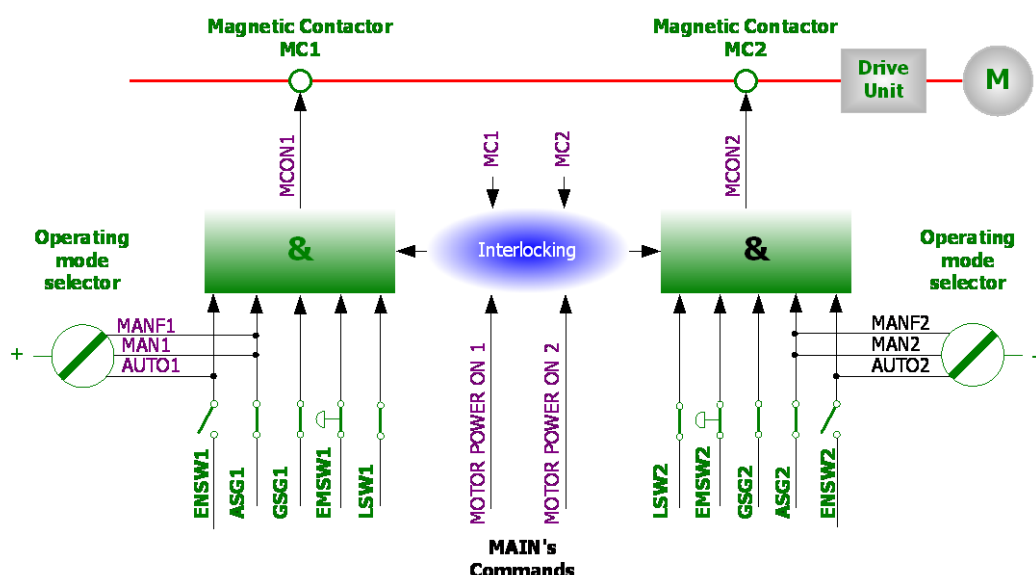 Magnetic Contactor
MC1
Magnetic Contactor
MC2
Drive
Unit
M
MCON1
MC1
MC2
MCON2
Operating
mode
selector
&
Interlocking
&
Operating
mode
selector
MANF1
MAN1
AUTO1
+
MANF2
MAN2
AUTO2
-
ENSW1
ASG1
GSG1
EMSW1
LSW1
MOTOR POWER ON 1
MOTOR POWER ON 2
LSW2
EMSW2
GSG2
ASG2
ENSW2
MAIN's
Commands